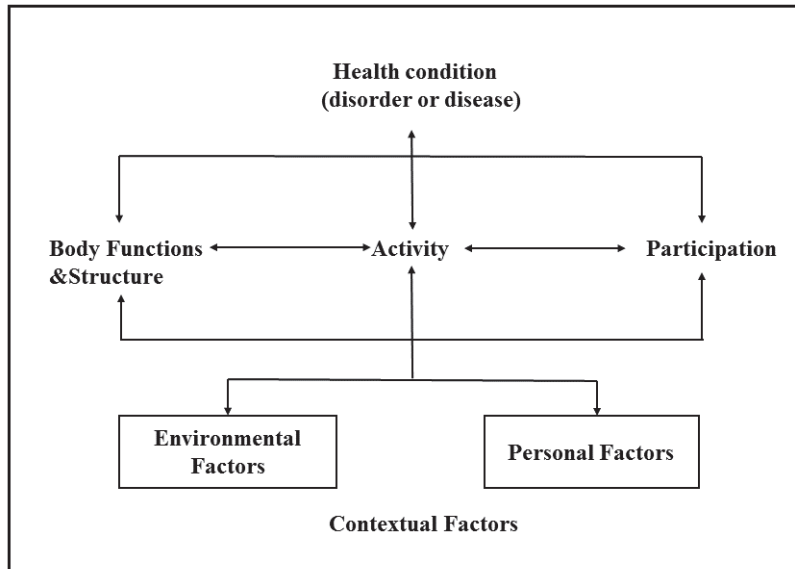 Health condition
(disorder or disease)
Body Functions
&Structure
Activity
Participation
Environmental
Factors
Personal Factors
Contextual Factors